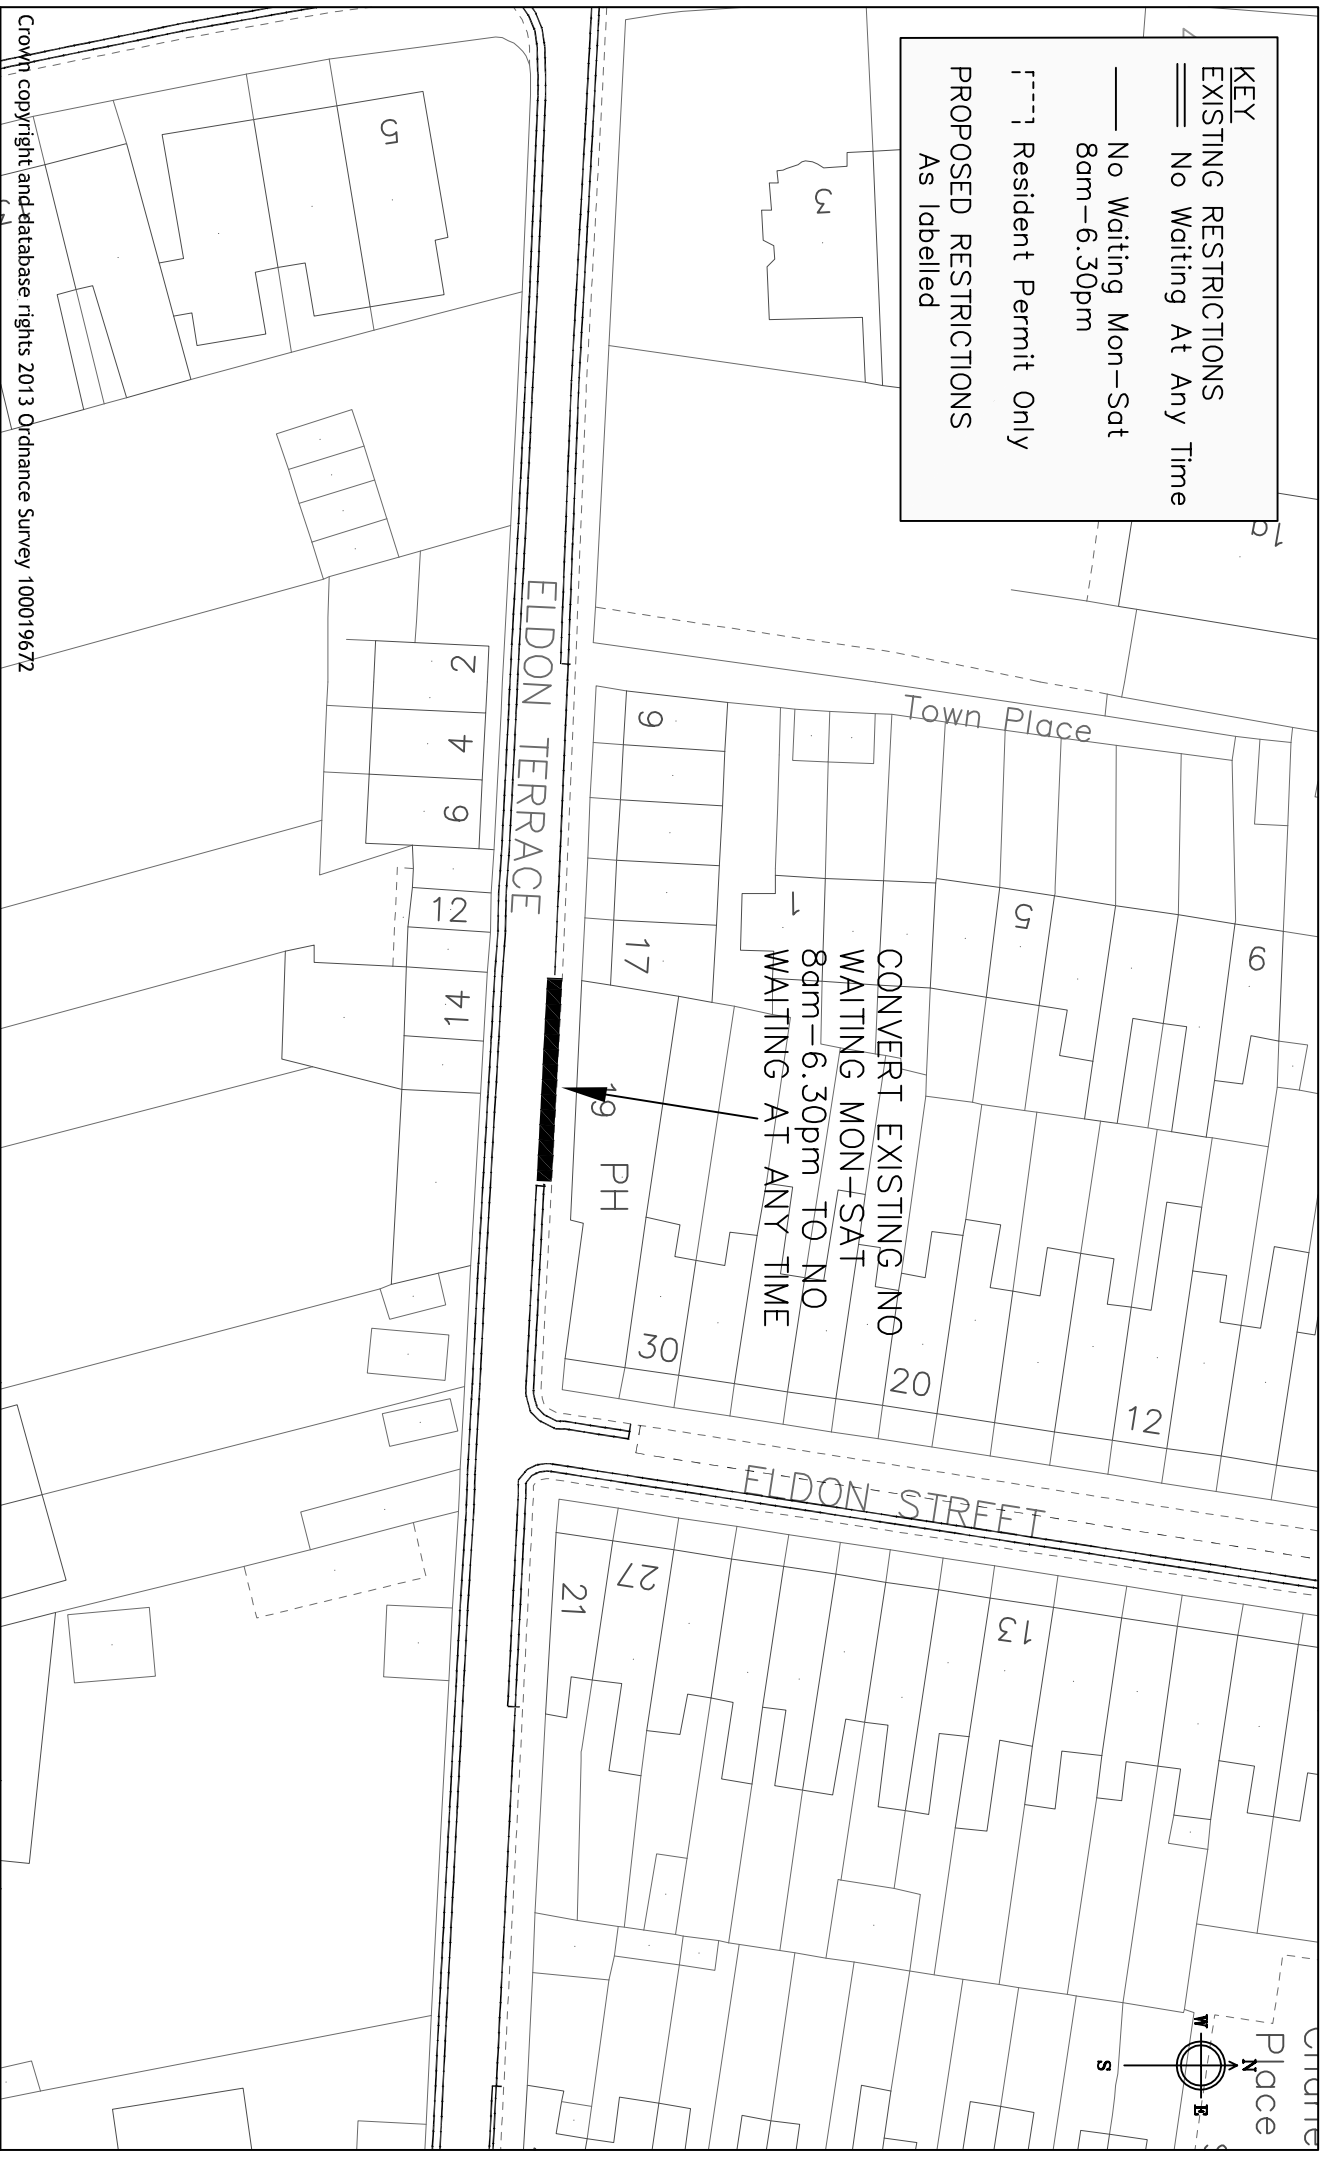 KEY
EXISTING RESTRICTIONS
No Waiting At Any Time
No Waiting Mon-Sat
8am-6.30pm
Resident Permit Only
PROPOSED RESTRICTIONS
As labelled
1a
3
5
Town Place
9
17
1
5
6
CONVERT EXISTING NO
WAITING MON-SAT
8am-6.30pm TO NO
WAITING AT ANY TIME
19
PH
30
20
12
ELDON TERRACE
2
4
6
12
14
ELDON STREET
21
27
13
Place
N
W
E
S
Crown copyright and database rights 2013 Ordnance Survey 100019672